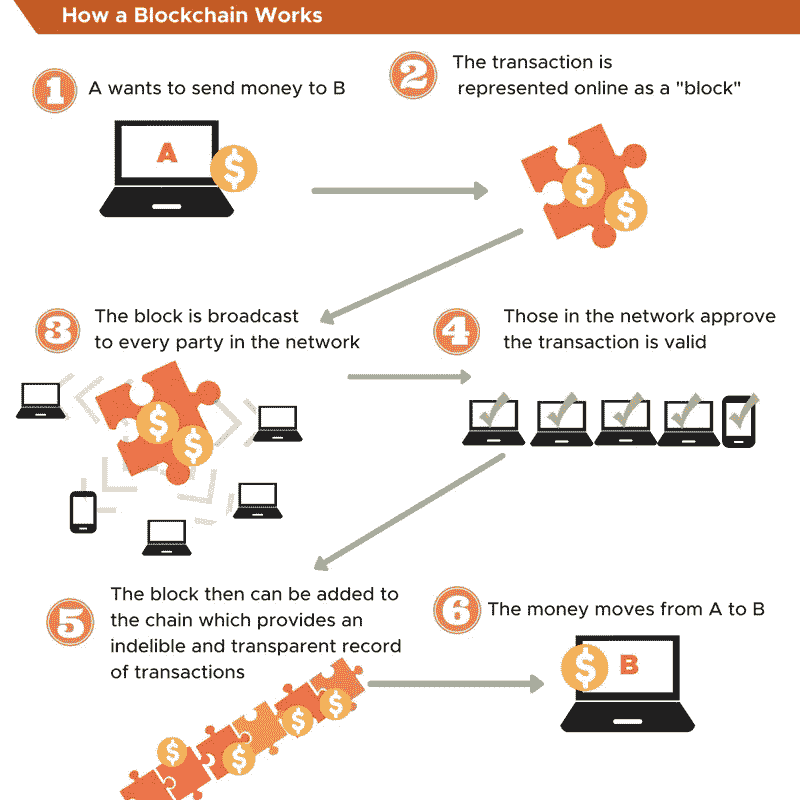 How a Blockchain Works
1
A wants to send money to B
A
$
2
The transaction is
represented online as a "block"
$
$
3
The block is broadcast
to every party in the network
$
$
4
Those in the network approve
the transaction is valid
5
The block then can be added to
the chain which provides an
indelible and transparent record
of transactions
$
$
$
$
6
The money moves from A to B
$
B